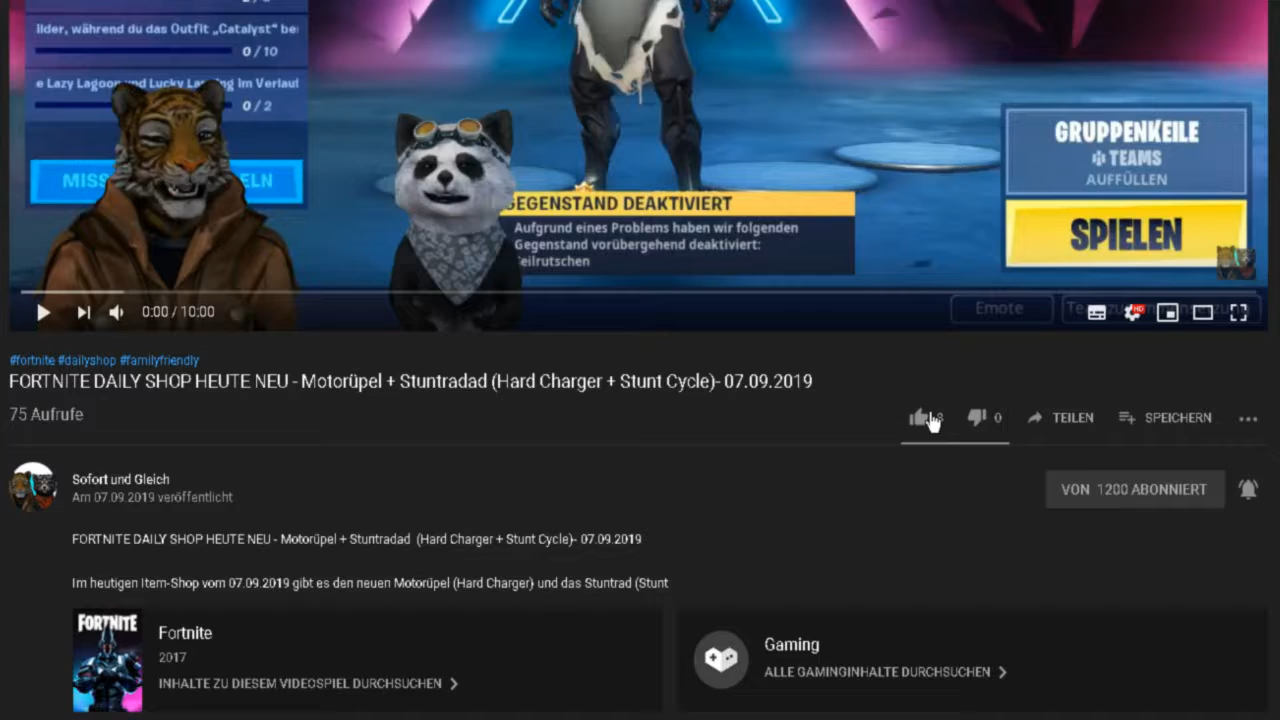 ilder, während du das Outfit „Catalyst“ be
0 / 10
e Lazy Lagoon und Lucky Landing im Verlauf
0 / 2
MISS ELN
GRUPPENKEILE
TEAMS
AUFFÜLLEN
SPIELEN
GEGENSTAND DEAKTIVIERT
Aufgrund eines Problems haben wir folgenden
Gegenstand vorübergehend deaktiviert:
eilrutschen
Emote
0:00 / 10:00
HD
#fortnite #dailyshop #familyfriendly
FORTNITE DAILY SHOP HEUTE NEU - Motorüpel + Stuntradad (Hard Charger + Stunt Cycle)- 07.09.2019
75 Aufrufe
0
TEILEN
SPEICHERN
Sofort und Gleich
Am 07.09.2019 veröffentlicht
VON 1200 ABONNIERT
FORTNITE DAILY SHOP HEUTE NEU - Motorüpel + Stuntradad (Hard Charger + Stunt Cycle)- 07.09.2019
Im heutigen Item-Shop vom 07.09.2019 gibt es den neuen Motorüpel (Hard Charger) und das Stuntrad (Stunt
FORTNITE
Fortnite
2017
INHALTE ZU DIESEM VIDEOSPIEL DURCHSUCHEN
Gaming
ALLE GAMINGINHALTE DURCHSUCHEN